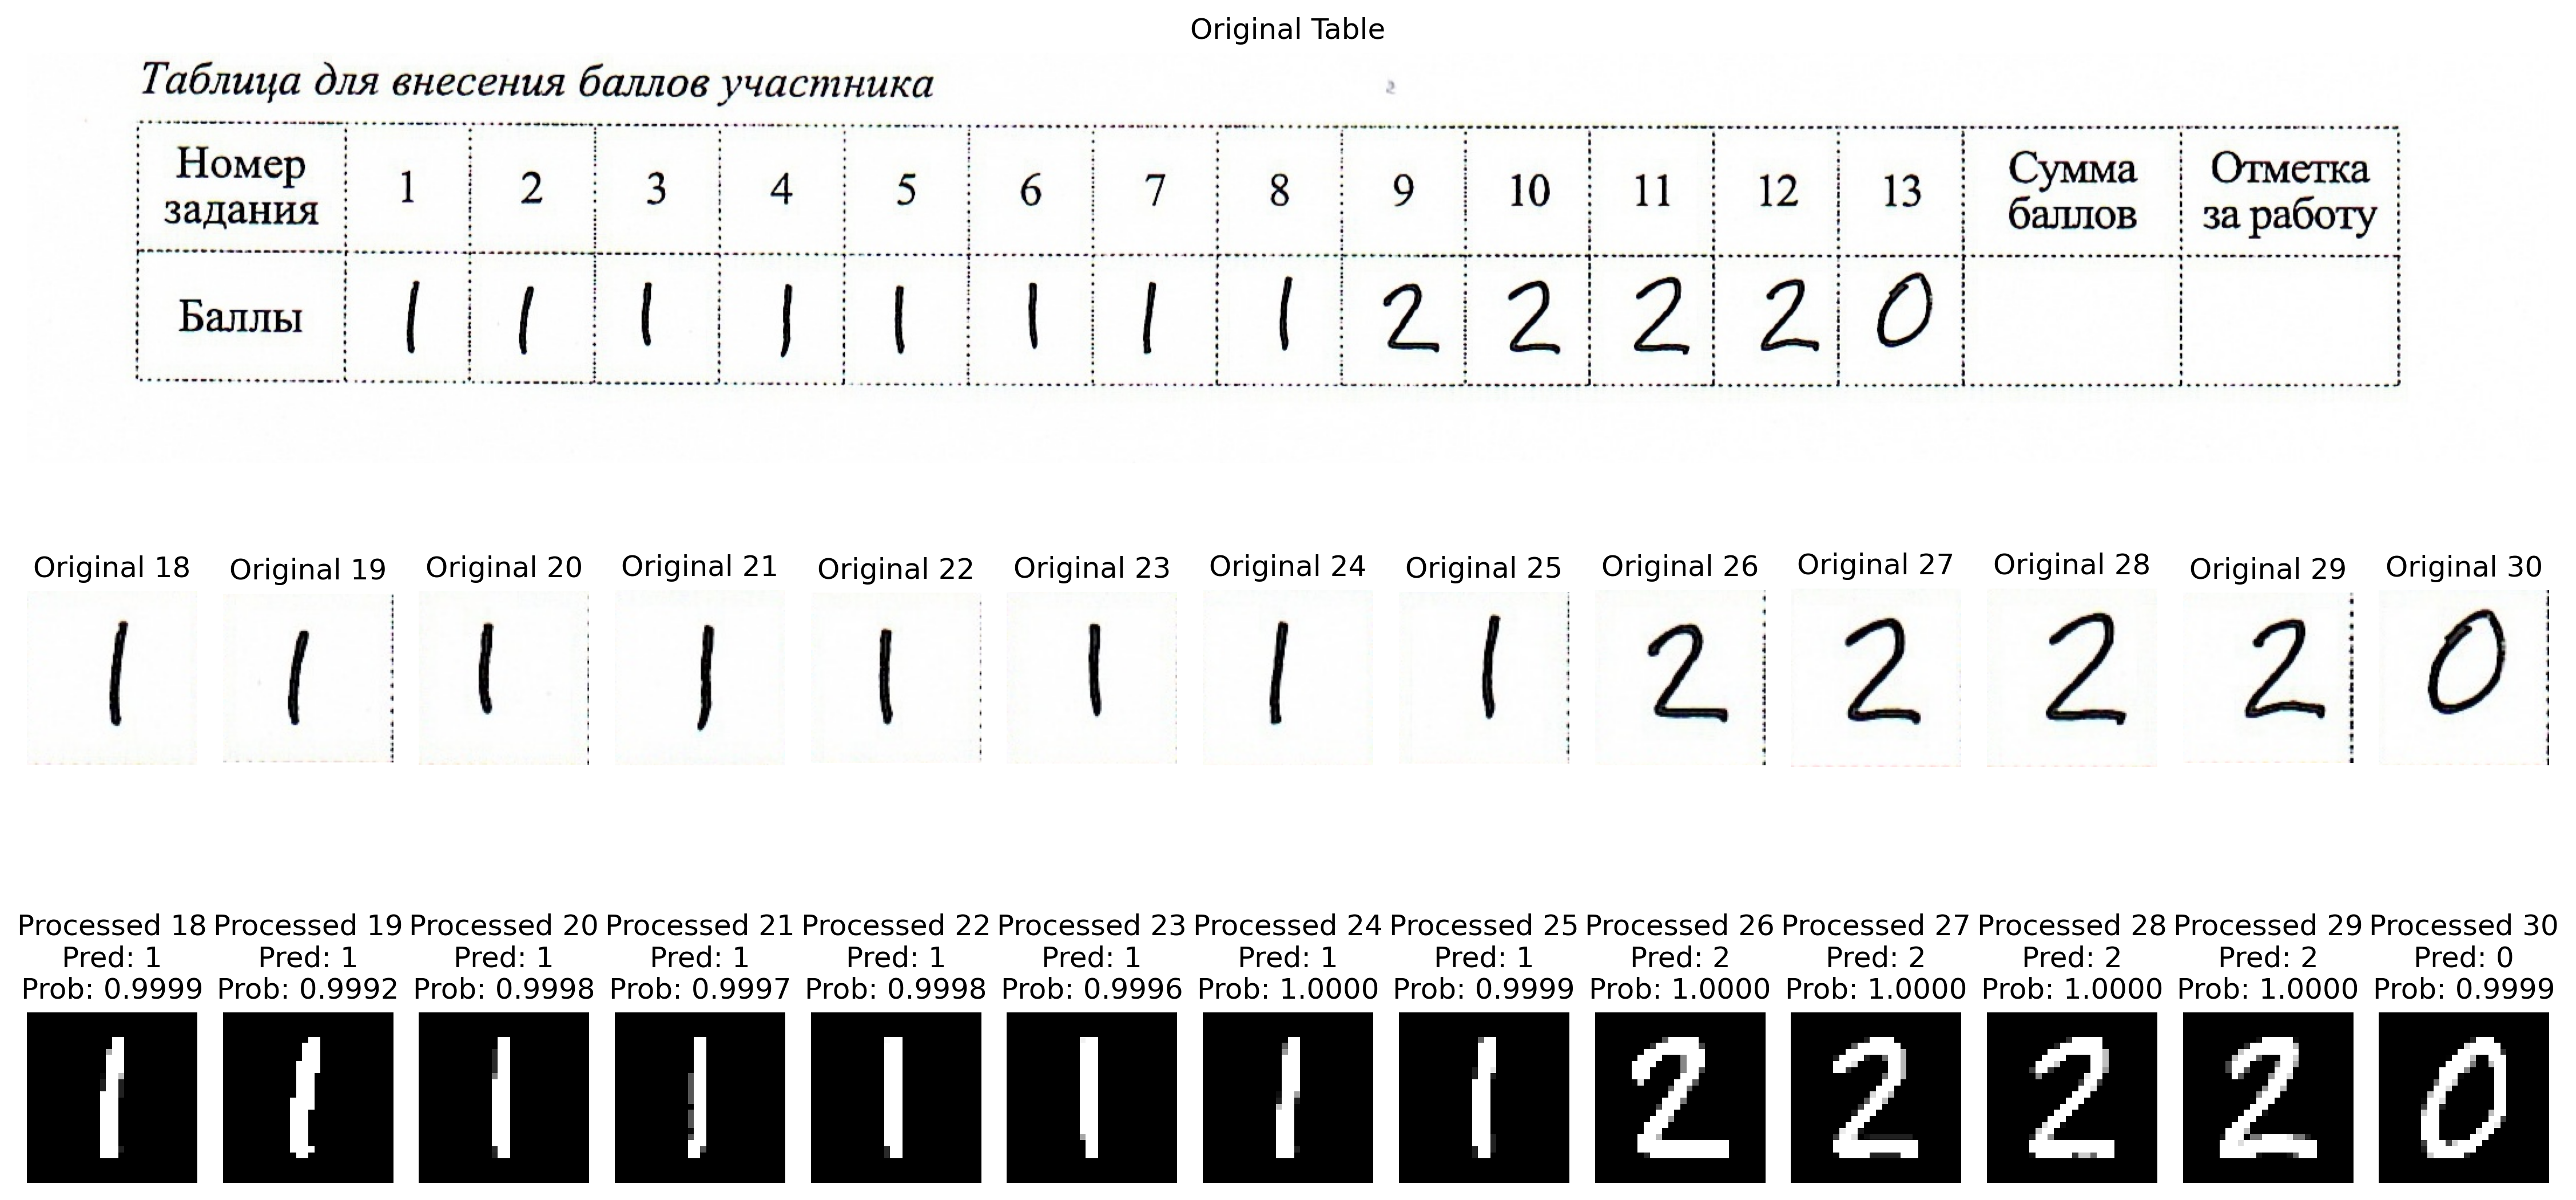 Original Table
Таблица для внесения баллов участника
Номер задания 1 2 3 4 5 6 7 8 9 10 11 12 13 Сумма баллов Отметка за работу
Баллы 1 1 1 1 1 1 1 1 2 2 2 2 0
Original 18 Original 19 Original 20 Original 21 Original 22 Original 23 Original 24 Original 25 Original 26 Original 27 Original 28 Original 29 Original 30
1 1 1 1 1 1 1 1 2 2 2 2 0
Processed 18 Processed 19 Processed 20 Processed 21 Processed 22 Processed 23 Processed 24 Processed 25 Processed 26 Processed 27 Processed 28 Processed 29 Processed 30
Pred: 1 Pred: 1 Pred: 1 Pred: 1 Pred: 1 Pred: 1 Pred: 1 Pred: 1 Pred: 2 Pred: 2 Pred: 2 Pred: 2 Pred: 0
Prob: 0.9999 Prob: 0.9992 Prob: 0.9998 Prob: 0.9997 Prob: 0.9998 Prob: 0.9996 Prob: 1.0000 Prob: 0.9999 Prob: 1.0000 Prob: 1.0000 Prob: 1.0000 Prob: 1.0000 Prob: 0.9999
1 1 1 1 1 1 1 1 2 2 2 2 0